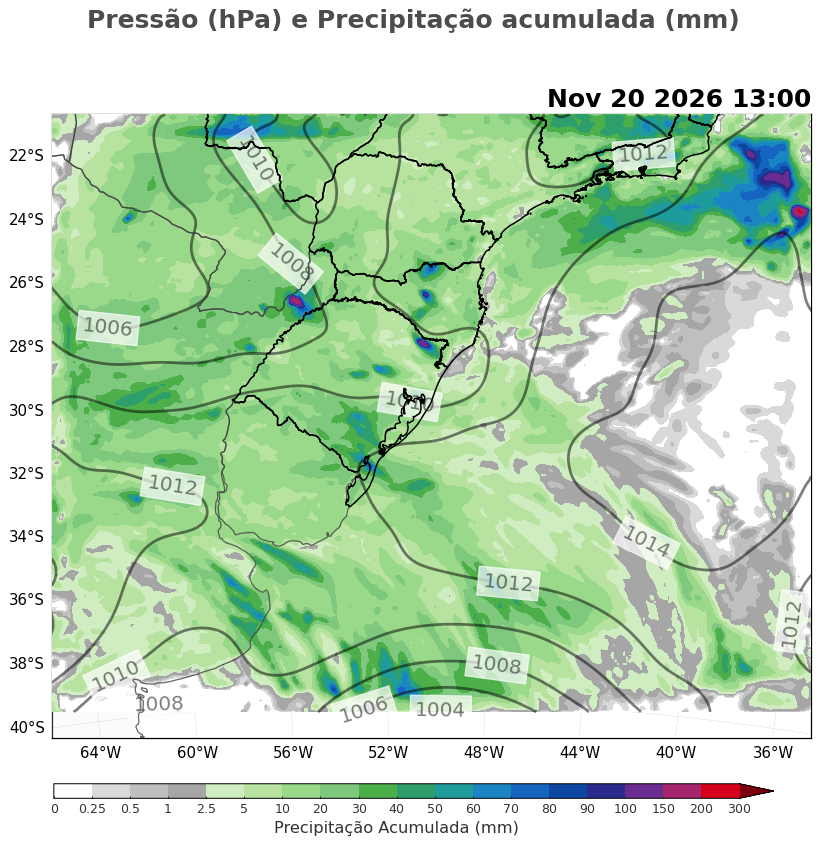 Pressão (hPa) e Precipitação acumulada (mm)
Nov 20 2026 13:00
22°S
24°S
26°S
28°S
30°S
32°S
34°S
36°S
38°S
40°S
1010
1012
1008
1006
1010
1012
1014
1012
1012
1008
1010
1008
1006
1004
64°W 60°W 56°W 52°W 48°W 44°W 40°W 36°W
0 0.25 0.5 1 2.5 5 10 20 30 40 50 60 70 80 90 100 150 200 300
Precipitação Acumulada (mm)